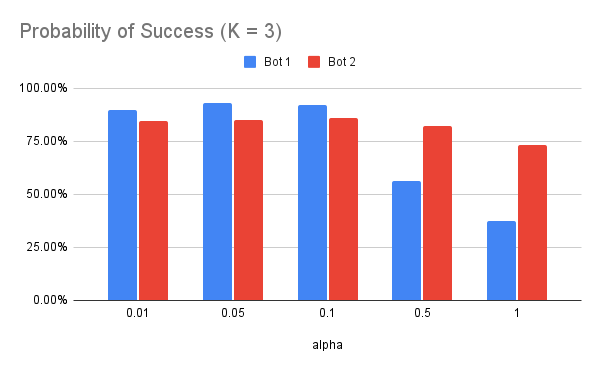 Probability of Success (K = 3)
Bot 1 Bot 2
100.00%
75.00%
50.00%
25.00%
0.00%
0.01 0.05 0.1 0.5 1
alpha